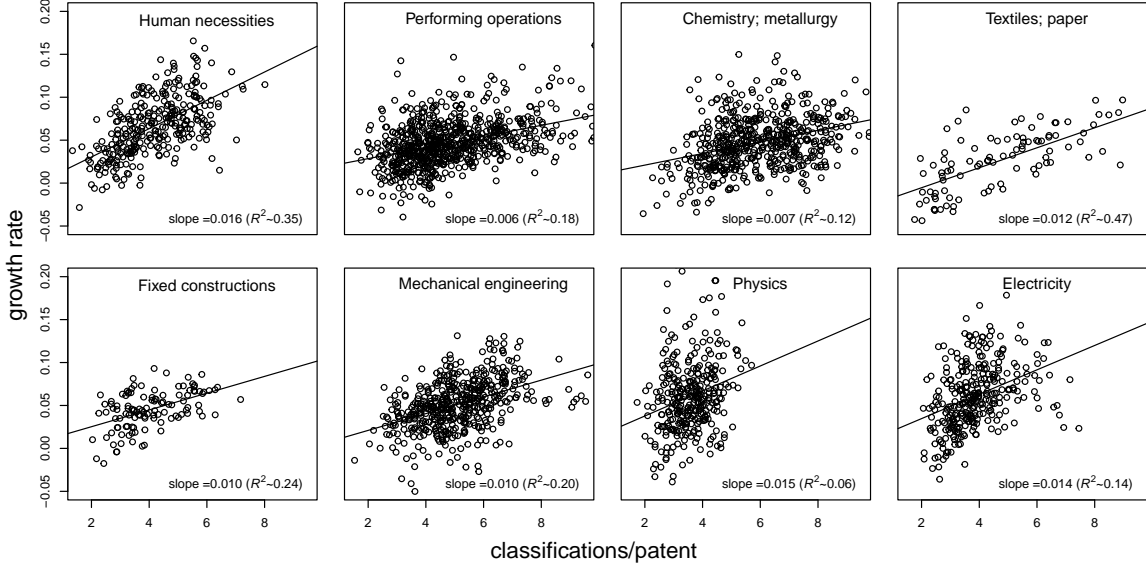 Human necessities
Performing operations
Chemistry; metallurgy
Textiles; paper
0.20
0.15
0.10
0.05
0.00
−0.05
slope =0.016 (R²~0.35)
slope =0.006 (R²~0.18)
slope =0.007 (R²~0.12)
slope =0.012 (R²~0.47)
growth rate
Fixed constructions
Mechanical engineering
Physics
Electricity
0.20
0.15
0.10
0.05
0.00
−0.05
slope =0.010 (R²~0.24)
slope =0.010 (R²~0.20)
slope =0.015 (R²~0.06)
slope =0.014 (R²~0.14)
2 4 6 8
2 4 6 8
2 4 6 8
2 4 6 8
classifications/patent